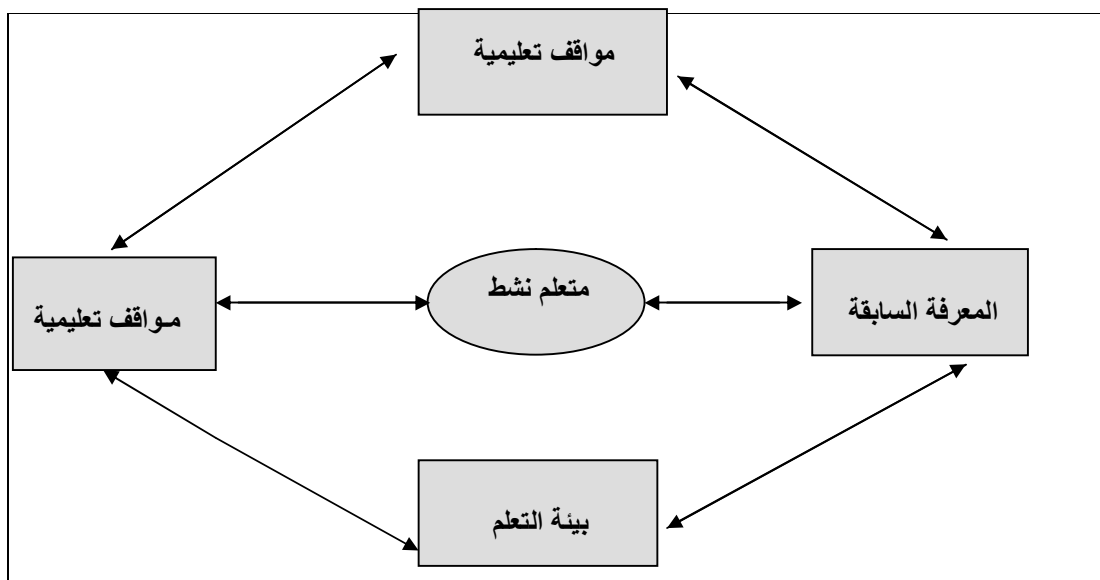 مواقف تعليمية
متعلم نشط
المعرفة السابقة
مـواقف تعليمية
بيئة التعلم